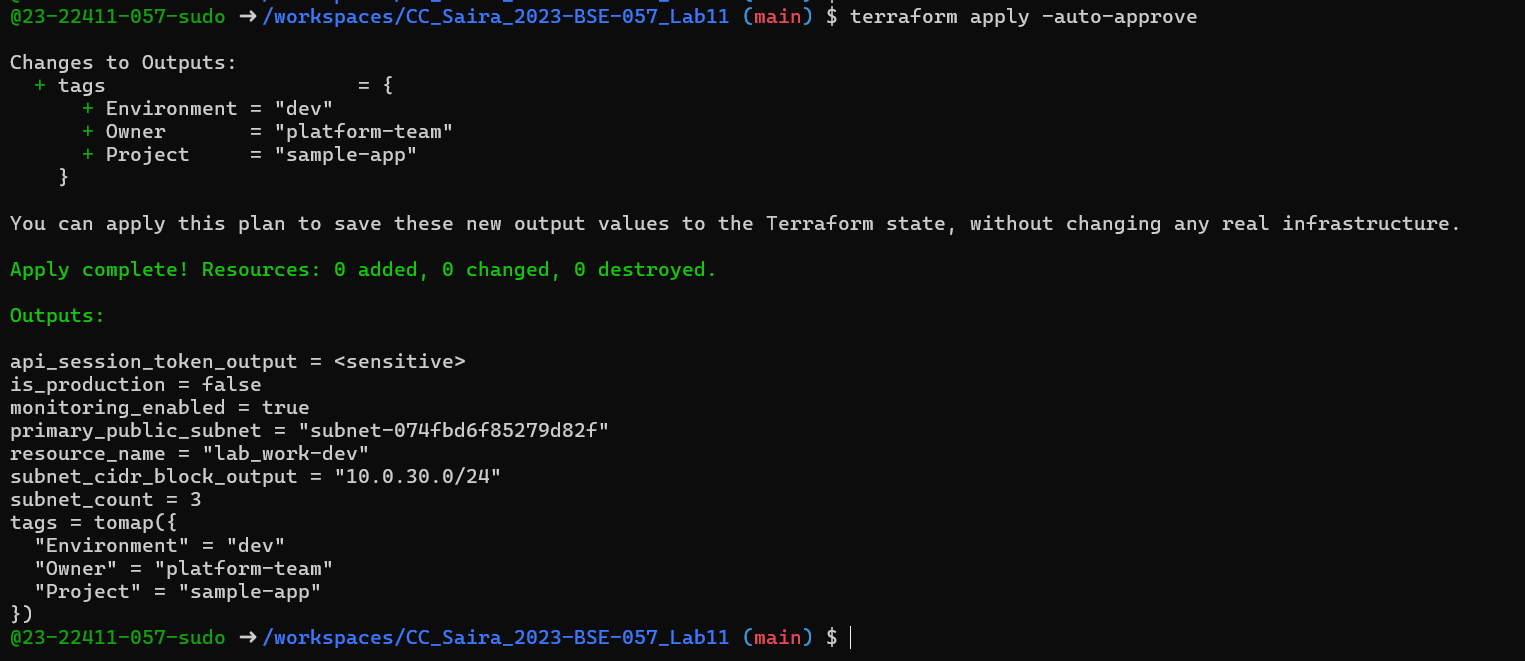 @23-22411-057-sudo ➜ /workspaces/CC_Saira_2023-BSE-057_Lab11 (main) $ terraform apply -auto-approve
Changes to Outputs:
  + tags                     = {
      + Environment = "dev"
      + Owner       = "platform-team"
      + Project     = "sample-app"
    }
You can apply this plan to save these new output values to the Terraform state, without changing any real infrastructure.
Apply complete! Resources: 0 added, 0 changed, 0 destroyed.
Outputs:
api_session_token_output = <sensitive>
is_production = false
monitoring_enabled = true
primary_public_subnet = "subnet-074fbd6f85279d82f"
resource_name = "lab_work-dev"
subnet_cidr_block_output = "10.0.30.0/24"
subnet_count = 3
tags = tomap({
  "Environment" = "dev"
  "Owner" = "platform-team"
  "Project" = "sample-app"
})
@23-22411-057-sudo ➜ /workspaces/CC_Saira_2023-BSE-057_Lab11 (main) $